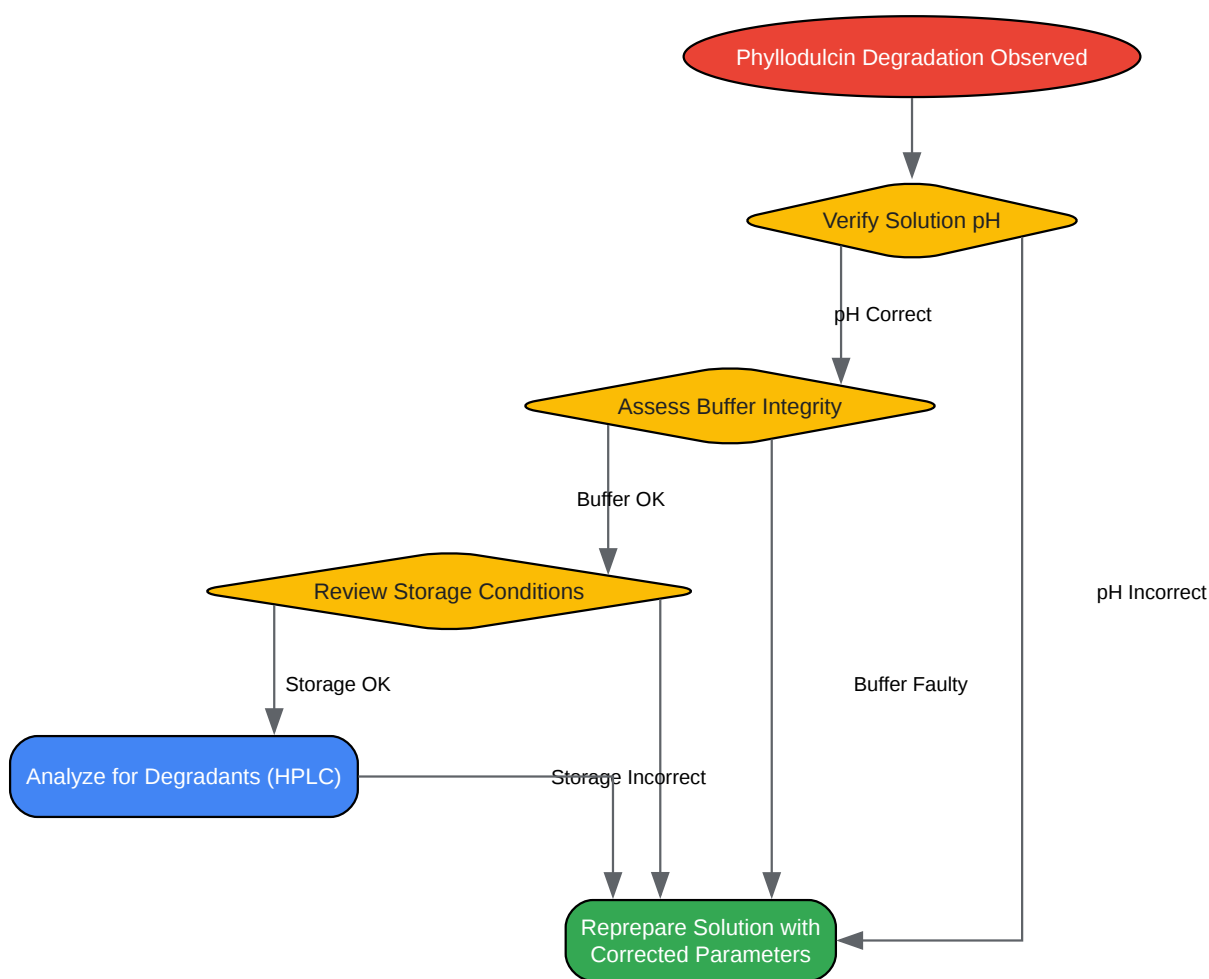 Phyllodulcin Degradation Observed
Verify Solution pH
pH Correct
Assess Buffer Integrity
Buffer OK
Review Storage Conditions
pH Incorrect
Storage OK
Buffer Faulty
Analyze for Degradants (HPLC)
Storage Incorrect
Reprepare Solution with
Corrected Parameters